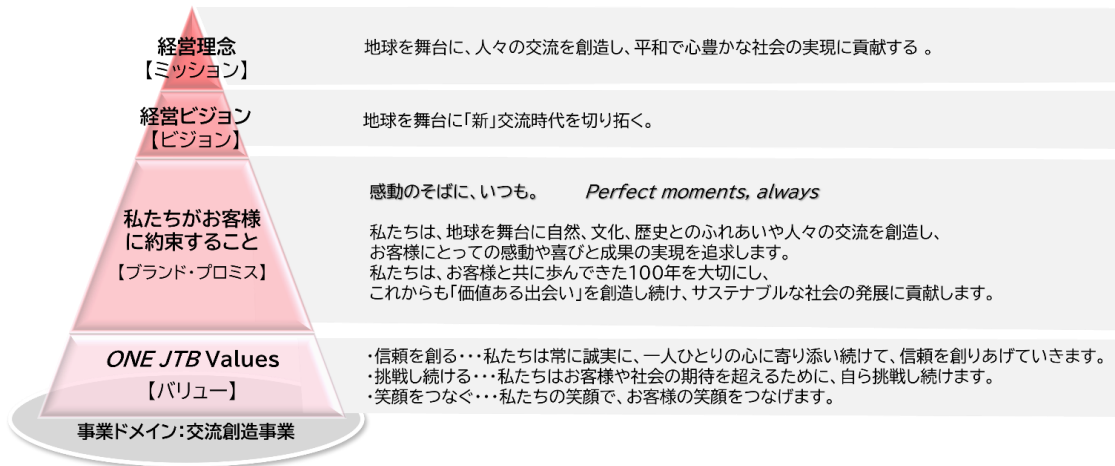 経営理念
【ミッション】
地球を舞台に、人々の交流を創造し、平和で心豊かな社会の実現に貢献する 。
経営ビジョン
【ビジョン】
地球を舞台に「新」交流時代を切り拓く。
私たちがお客様
に約束すること
【ブランド・プロミス】
感動のそばに、いつも。 Perfect moments, always
私たちは、地球を舞台に自然、文化、歴史とのふれあいや人々の交流を創造し、
お客様にとっての感動や喜びと成果の実現を追求します。
私たちは、お客様と共に歩んできた100年を大切にし、
これからも「価値ある出会い」を創造し続け、サステナブルな社会の発展に貢献します。
ONE JTB Values
【バリュー】
・信頼を創る・・・私たちは常に誠実に、一人ひとりの心に寄り添い続けて、信頼を創りあげていきます。
・挑戦し続ける・・・私たちはお客様や社会の期待を超えるために、自ら挑戦し続けます。
・笑顔をつなぐ・・・私たちの笑顔で、お客様の笑顔をつなげます。
事業ドメイン：交流創造事業